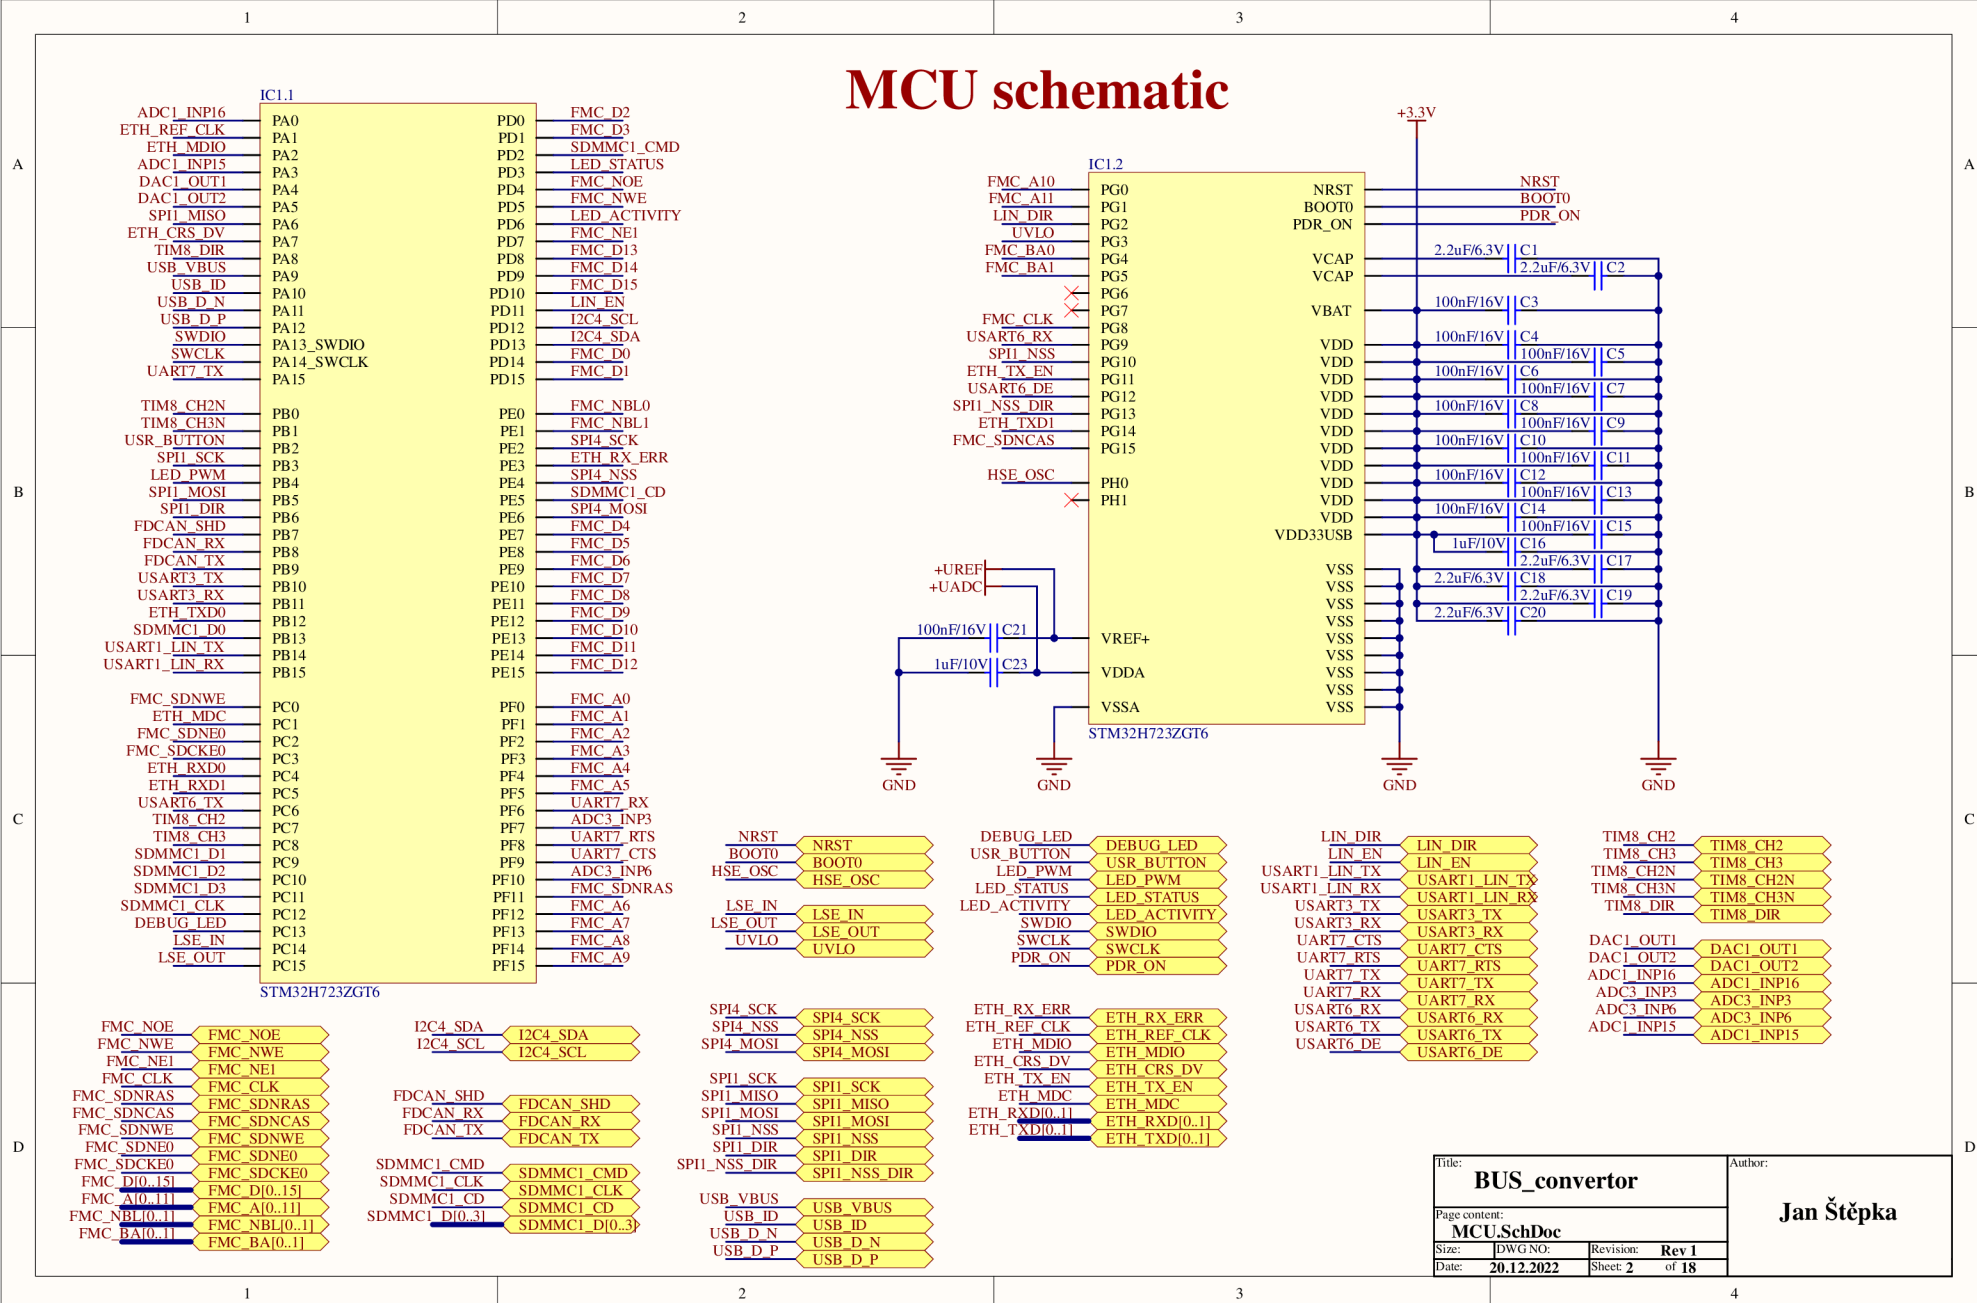 1 2 3 4
MCU schematic
A
B
C
D
IC1.1
ADC1_INP16 PA0 PD0 FMC_D2
ETH_REF_CLK PA1 PD1 FMC_D3
ETH_MDIO PA2 PD2 SDMMC1_CMD
ADC1_INP15 PA3 PD3 LED_STATUS
DAC1_OUT1 PA4 PD4 FMC_NOE
DAC1_OUT2 PA5 PD5 FMC_NWE
SPI1_MISO PA6 PD6 LED_ACTIVITY
ETH_CRS_DV PA7 PD7 FMC_NE1
TIM8_DIR PA8 PD8 FMC_D13
USB_VBUS PA9 PD9 FMC_D14
USB_ID PA10 PD10 FMC_D15
USB_D_N PA11 PD11 LIN_EN
USB_D_P PA12 PD12 I2C4_SCL
SWDIO PA13_SWDIO PD13 I2C4_SDA
SWCLK PA14_SWCLK PD14 FMC_D0
UART7_TX PA15 PD15 FMC_D1
TIM8_CH2N PB0 PE0 FMC_NBL0
TIM8_CH3N PB1 PE1 FMC_NBL1
USR_BUTTON PB2 PE2 SPI4_SCK
SPI1_SCK PB3 PE3 ETH_RX_ERR
LED_PWM PB4 PE4 SPI4_NSS
SPI1_MOSI PB5 PE5 SDMMC1_CD
SPI1_DIR PB6 PE6 SPI4_MOSI
FDCAN_SHD PB7 PE7 FMC_D4
FDCAN_RX PB8 PE8 FMC_D5
FDCAN_TX PB9 PE9 FMC_D6
USART3_TX PB10 PE10 FMC_D7
USART3_RX PB11 PE11 FMC_D8
ETH_TXD0 PB12 PE12 FMC_D9
SDMMC1_D0 PB13 PE13 FMC_D10
USART1_LIN_TX PB14 PE14 FMC_D11
USART1_LIN_RX PB15 PE15 FMC_D12
FMC_SDNWE PC0 PF0 FMC_A0
ETH_MDC PC1 PF1 FMC_A1
FMC_SDNE0 PC2 PF2 FMC_A2
FMC_SDCKE0 PC3 PF3 FMC_A3
ETH_RXD0 PC4 PF4 FMC_A4
ETH_RXD1 PC5 PF5 FMC_A5
USART6_TX PC6 PF6 UART7_RX
TIM8_CH2 PC7 PF7 ADC3_INP3
TIM8_CH3 PC8 PF8 UART7_RTS
SDMMC1_D1 PC9 PF9 UART7_CTS
SDMMC1_D2 PC10 PF10 ADC3_INP6
SDMMC1_D3 PC11 PF11 FMC_SDNRAS
SDMMC1_CLK PC12 PF12 FMC_A6
DEBUG_LED PC13 PF13 FMC_A7
LSE_IN PC14 PF14 FMC_A8
LSE_OUT PC15 PF15 FMC_A9
STM32H723ZGT6
+3.3V
IC1.2
FMC_A10 PG0 NRST NRST
FMC_A11 PG1 BOOT0 BOOT0
LIN_DIR PG2 PDR_ON PDR_ON
UVLO PG3
FMC_BA0 PG4 VCAP 2.2uF/6.3V C1
FMC_BA1 PG5 VCAP 2.2uF/6.3V C2
PG6
PG7 VBAT 100nF/16V C3
FMC_CLK PG8
USART6_RX PG9 VDD 100nF/16V C4
SPI1_NSS PG10 VDD 100nF/16V C5
ETH_TX_EN PG11 VDD 100nF/16V C6
USART6_DE PG12 VDD 100nF/16V C7
SPI1_NSS_DIR PG13 VDD 100nF/16V C8
ETH_TXD1 PG14 VDD 100nF/16V C9
FMC_SDNCAS PG15 VDD 100nF/16V C10
VDD 100nF/16V C11
HSE_OSC PH0 VDD 100nF/16V C12
PH1 VDD 100nF/16V C13
VDD 100nF/16V C14
VDD33USB 100nF/16V C15
1uF/10V C16
+UREF VSS 2.2uF/6.3V C17
+UADC VSS 2.2uF/6.3V C18
VSS 2.2uF/6.3V C19
VSS 2.2uF/6.3V C20
100nF/16V C21 VREF+ VSS
VSS
1uF/10V C23 VDDA VSS
VSS
VSSA VSS
STM32H723ZGT6
GND GND GND GND
NRST NRST
BOOT0 BOOT0
HSE_OSC HSE_OSC
LSE_IN LSE_IN
LSE_OUT LSE_OUT
UVLO UVLO
DEBUG_LED DEBUG_LED
USR_BUTTON USR_BUTTON
LED_PWM LED_PWM
LED_STATUS LED_STATUS
LED_ACTIVITY LED_ACTIVITY
SWDIO SWDIO
SWCLK SWCLK
PDR_ON PDR_ON
LIN_DIR LIN_DIR
LIN_EN LIN_EN
USART1_LIN_TX USART1_LIN_TX
USART1_LIN_RX USART1_LIN_RX
USART3_TX USART3_TX
USART3_RX USART3_RX
UART7_CTS UART7_CTS
UART7_RTS UART7_RTS
UART7_TX UART7_TX
UART7_RX UART7_RX
USART6_RX USART6_RX
USART6_TX USART6_TX
USART6_DE USART6_DE
TIM8_CH2 TIM8_CH2
TIM8_CH3 TIM8_CH3
TIM8_CH2N TIM8_CH2N
TIM8_CH3N TIM8_CH3N
TIM8_DIR TIM8_DIR
DAC1_OUT1 DAC1_OUT1
DAC1_OUT2 DAC1_OUT2
ADC1_INP16 ADC1_INP16
ADC3_INP3 ADC3_INP3
ADC3_INP6 ADC3_INP6
ADC1_INP15 ADC1_INP15
FMC_NOE FMC_NOE
FMC_NWE FMC_NWE
FMC_NE1 FMC_NE1
FMC_CLK FMC_CLK
FMC_SDNRAS FMC_SDNRAS
FMC_SDNCAS FMC_SDNCAS
FMC_SDNWE FMC_SDNWE
FMC_SDNE0 FMC_SDNE0
FMC_SDCKE0 FMC_SDCKE0
FMC_D[0..15] FMC_D[0..15]
FMC_A[0..11] FMC_A[0..11]
FMC_NBL[0..1] FMC_NBL[0..1]
FMC_BA[0..1] FMC_BA[0..1]
I2C4_SDA I2C4_SDA
I2C4_SCL I2C4_SCL
FDCAN_SHD FDCAN_SHD
FDCAN_RX FDCAN_RX
FDCAN_TX FDCAN_TX
SDMMC1_CMD SDMMC1_CMD
SDMMC1_CLK SDMMC1_CLK
SDMMC1_CD SDMMC1_CD
SDMMC1_D[0..3] SDMMC1_D[0..3]
SPI4_SCK SPI4_SCK
SPI4_NSS SPI4_NSS
SPI4_MOSI SPI4_MOSI
SPI1_SCK SPI1_SCK
SPI1_MISO SPI1_MISO
SPI1_MOSI SPI1_MOSI
SPI1_NSS SPI1_NSS
SPI1_DIR SPI1_DIR
SPI1_NSS_DIR SPI1_NSS_DIR
USB_VBUS USB_VBUS
USB_ID USB_ID
USB_D_N USB_D_N
USB_D_P USB_D_P
ETH_RX_ERR ETH_RX_ERR
ETH_REF_CLK ETH_REF_CLK
ETH_MDIO ETH_MDIO
ETH_CRS_DV ETH_CRS_DV
ETH_TX_EN ETH_TX_EN
ETH_MDC ETH_MDC
ETH_RXD[0..1] ETH_RXD[0..1]
ETH_TXD[0..1] ETH_TXD[0..1]
Title: BUS_convertor
Author: Jan Štěpka
Page content: MCU.SchDoc
Size: DWG NO: Revision: Rev 1
Date: 20.12.2022 Sheet: 2 of 18
A
B
C
D
1 2 3 4